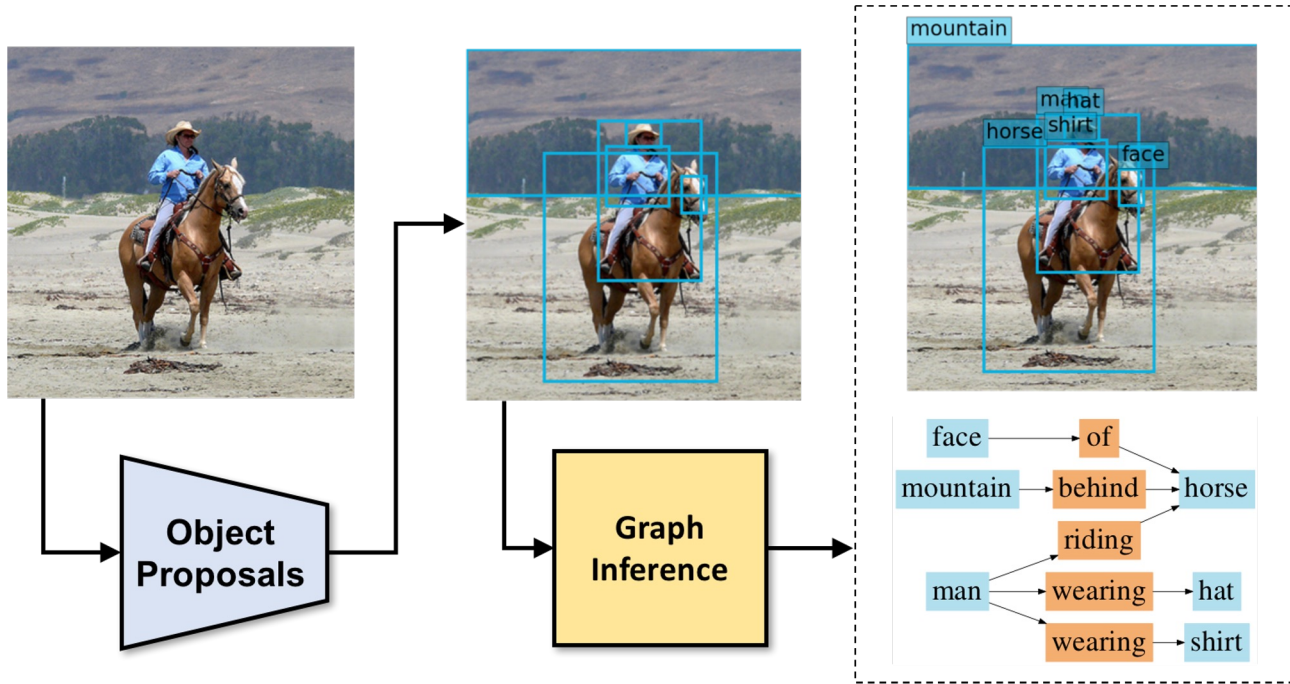 mountain
man
hat
shirt
horse
face
Object
Proposals
Graph
Inference
face
of
mountain
behind
horse
riding
man
wearing
hat
wearing
shirt